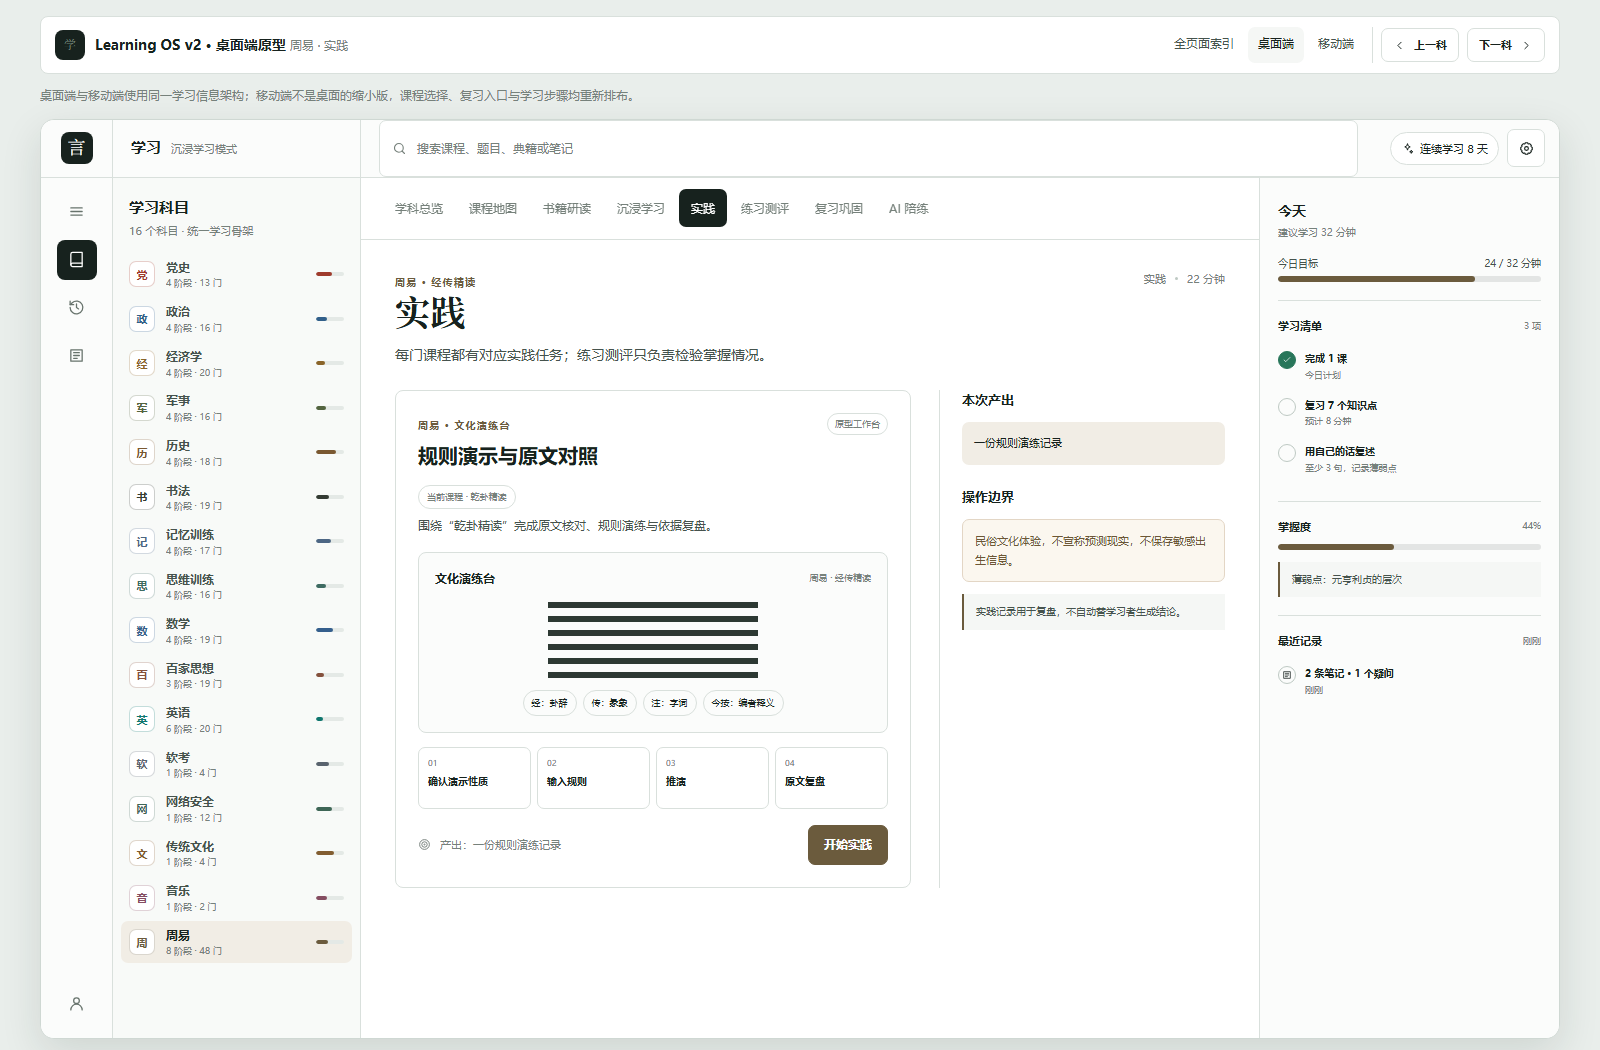 学
Learning OS v2 • 桌面端原型 周易 · 实践
全页面索引
桌面端
移动端
上一科
下一科
桌面端与移动端使用同一学习信息架构；移动端不是桌面的缩小版，课程选择、复习入口与学习步骤均重新排布。
言
学习 沉浸学习模式
搜索课程、题目、典籍或笔记
连续学习 8 天
学习科目
16 个科目 · 统一学习骨架
党
党史
4 阶段 · 13 门
政
政治
4 阶段 · 16 门
经
经济学
4 阶段 · 20 门
军
军事
4 阶段 · 16 门
历
历史
4 阶段 · 18 门
书
书法
4 阶段 · 19 门
记
记忆训练
4 阶段 · 17 门
思
思维训练
4 阶段 · 16 门
数
数学
4 阶段 · 19 门
百
百家思想
3 阶段 · 19 门
英
英语
6 阶段 · 20 门
软
软考
1 阶段 · 4 门
网
网络安全
1 阶段 · 12 门
文
传统文化
1 阶段 · 4 门
音
音乐
1 阶段 · 2 门
周
周易
8 阶段 · 48 门
学科总览
课程地图
书籍研读
沉浸学习
实践
练习测评
复习巩固
AI 陪练
周易 • 经传精读
实践
每门课程都有对应实践任务；练习测评只负责检验掌握情况。
实践 • 22 分钟
周易 • 文化演练台
原型工作台
规则演示与原文对照
当前课程 · 乾卦精读
围绕“乾卦精读”完成原文核对、规则演练与依据复盘。
文化演练台
周易 · 经传精读
经：卦辞
传：彖象
注：字词
今按：编者释义
01
确认演示性质
02
输入规则
03
推演
04
原文复盘
产出：一份规则演练记录
开始实践
本次产出
一份规则演练记录
操作边界
民俗文化体验，不宣称预测现实，不保存敏感出
生信息。
实践记录用于复盘，不自动替学习者生成结论。
今天
建议学习 32 分钟
今日目标
24 / 32 分钟
学习清单
3 项
完成 1 课
今日计划
复习 7 个知识点
预计 8 分钟
用自己的话复述
至少 3 句，记录薄弱点
掌握度
44%
薄弱点：元亨利贞的层次
最近记录
刚刚
2 条笔记 • 1 个疑问
刚刚